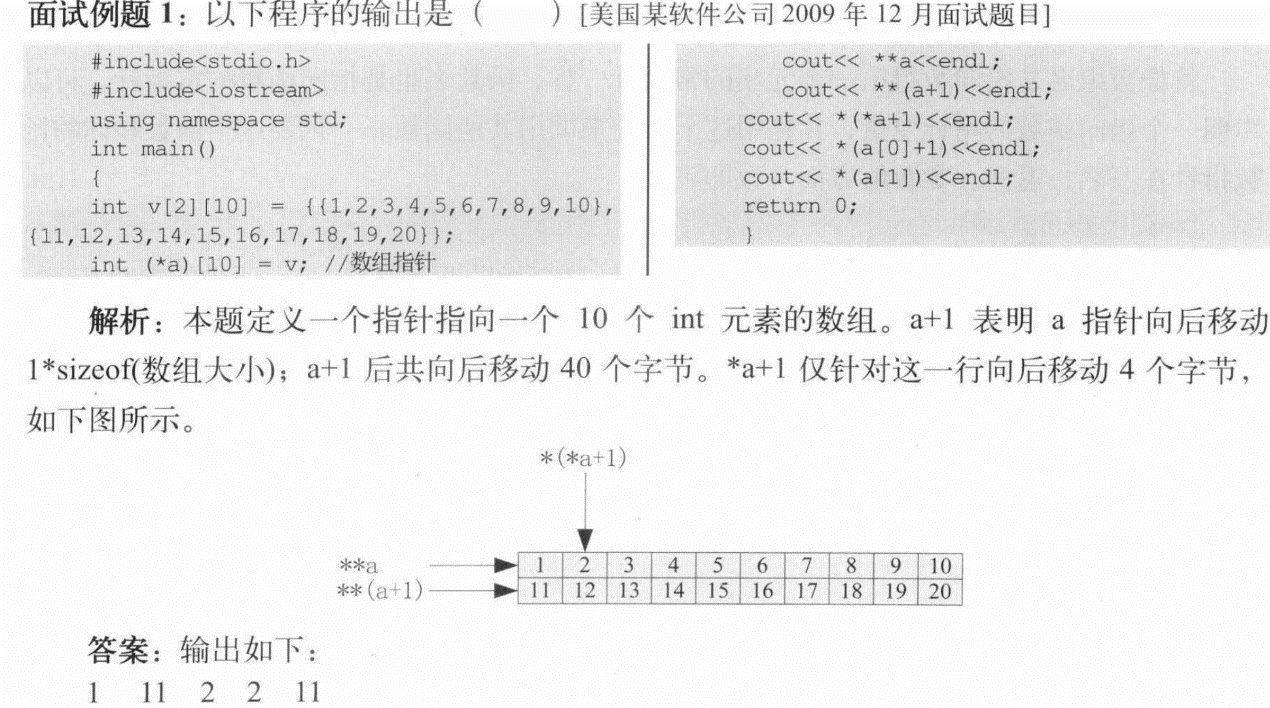 面试例题 1：以下程序的输出是（　　）[美国某软件公司 2009 年 12 月面试题目]
#include<stdio.h>
#include<iostream>
using namespace std;
int main()
{
int v[2][10] = {{1,2,3,4,5,6,7,8,9,10},
{11,12,13,14,15,16,17,18,19,20}};
int (*a)[10] = v; //数组指针
cout<< **a<<endl;
cout<< **(a+1)<<endl;
cout<< *(*a+1)<<endl;
cout<< *(a[0]+1)<<endl;
cout<< *(a[1])<<endl;
return 0;
}
解析：本题定义一个指针指向一个 10 个 int 元素的数组。a+1 表明 a 指针向后移动
1*sizeof(数组大小)；a+1 后共向后移动 40 个字节。*a+1 仅针对这一行向后移动 4 个字节，
如下图所示。
*(*a+1)
**a 1 2 3 4 5 6 7 8 9 10
**(a+1) 11 12 13 14 15 16 17 18 19 20
答案：输出如下：
1 11 2 2 11